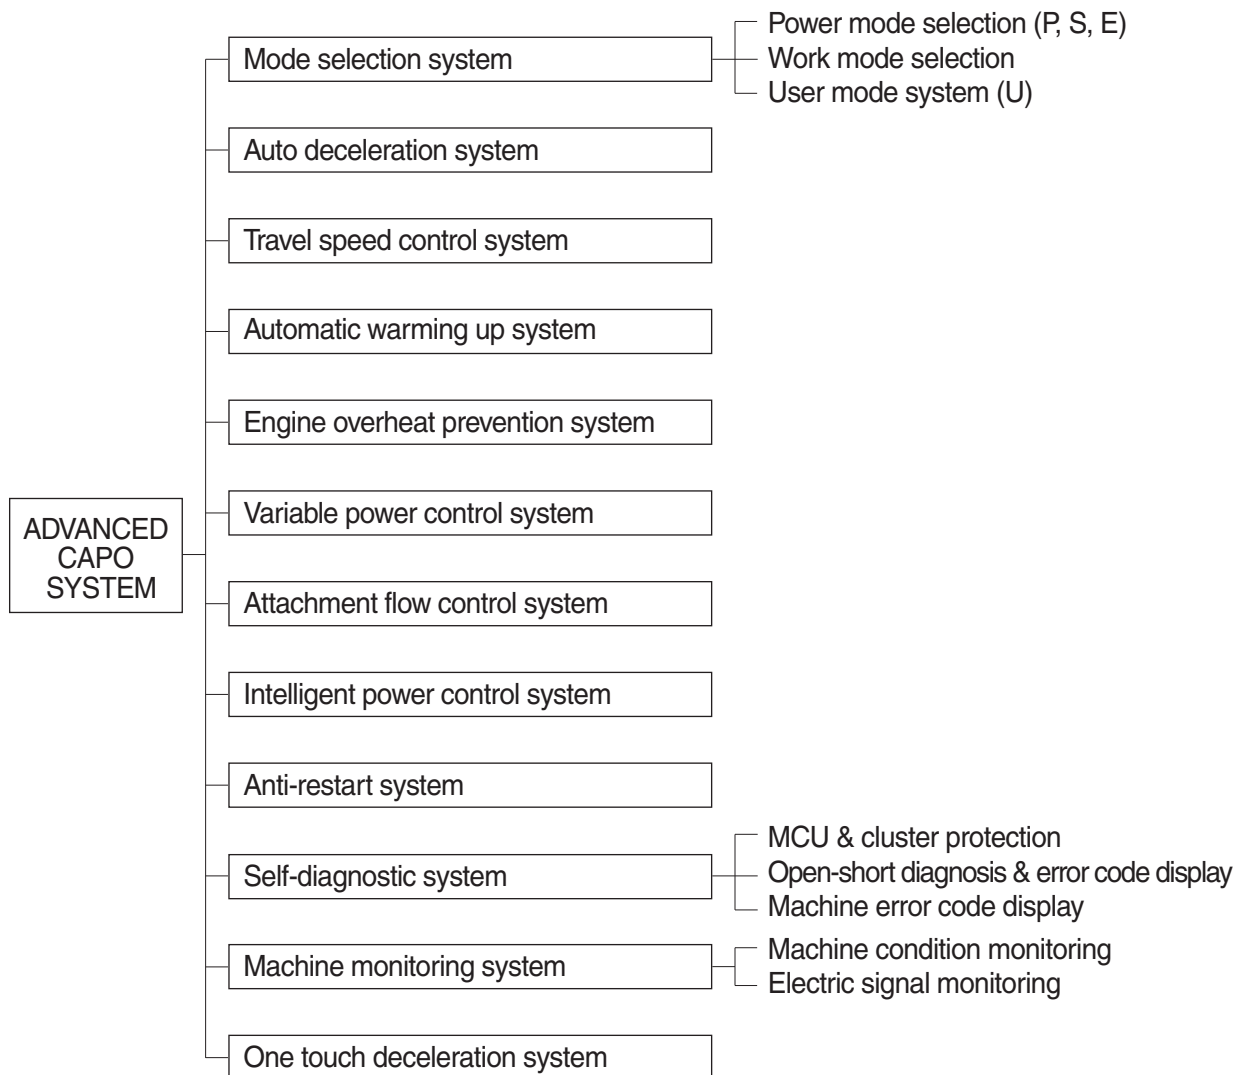 Power mode selection (P, S, E)
Mode selection system
Work mode selection
User mode system (U)
Auto deceleration system
Travel speed control system
Automatic warming up system
Engine overheat prevention system
Variable power control system
ADVANCED
CAPO
SYSTEM
Attachment flow control system
Intelligent power control system
Anti-restart system
MCU & cluster protection
Self-diagnostic system
Open-short diagnosis & error code display
Machine error code display
Machine condition monitoring
Machine monitoring system
Electric signal monitoring
One touch deceleration system